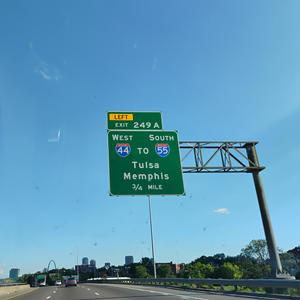 LEFT
EXIT 249 A
WEST SOUTH
44 TO 55
Tulsa
Memphis
3/4 MILE